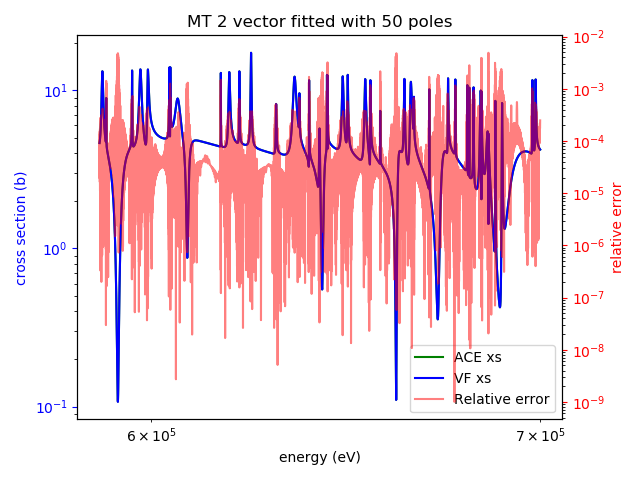 MT 2 vector fitted with 50 poles
cross section (b)
10¹
10⁰
10⁻¹
10⁻²
10⁻³
10⁻⁴
10⁻⁵
10⁻⁶
10⁻⁷
10⁻⁸
10⁻⁹
relative error
ACE xs
VF xs
Relative error
6 × 10⁵
7 × 10⁵
energy (eV)